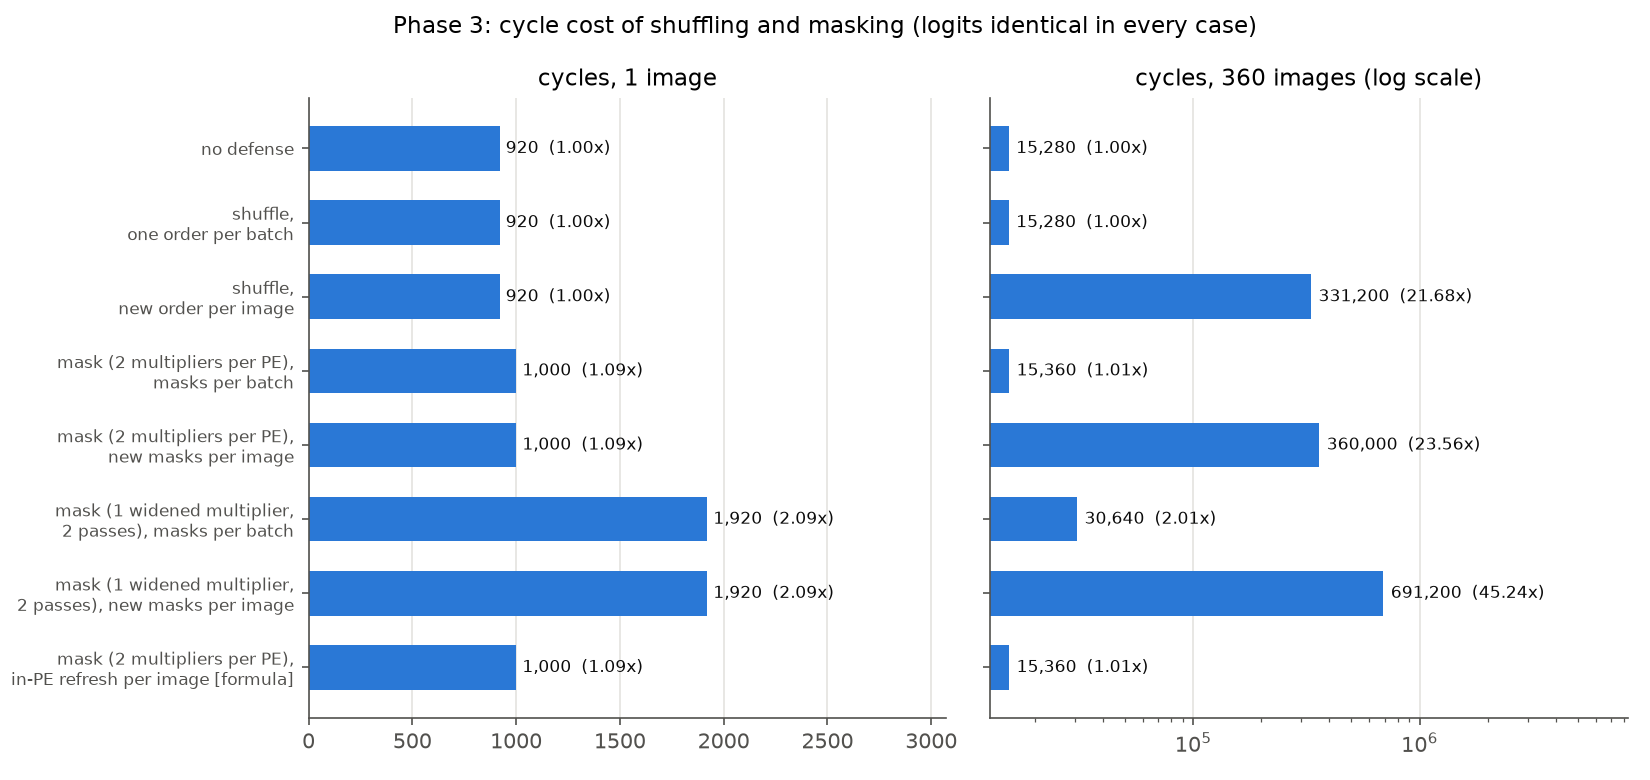 Phase 3: cycle cost of shuffling and masking (logits identical in every case)
cycles, 1 image
cycles, 360 images (log scale)
no defense
920 (1.00x)
15,280 (1.00x)
shuffle,
one order per batch
920 (1.00x)
15,280 (1.00x)
shuffle,
new order per image
920 (1.00x)
331,200 (21.68x)
mask (2 multipliers per PE),
masks per batch
1,000 (1.09x)
15,360 (1.01x)
mask (2 multipliers per PE),
new masks per image
1,000 (1.09x)
360,000 (23.56x)
mask (1 widened multiplier,
2 passes), masks per batch
1,920 (2.09x)
30,640 (2.01x)
mask (1 widened multiplier,
2 passes), new masks per image
1,920 (2.09x)
691,200 (45.24x)
mask (2 multipliers per PE),
in-PE refresh per image [formula]
1,000 (1.09x)
15,360 (1.01x)
0 500 1000 1500 2000 2500 3000
10⁵ 10⁶